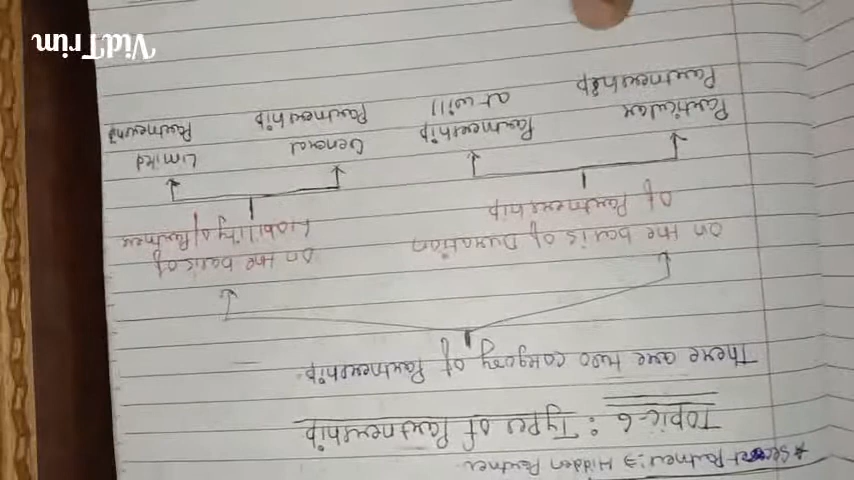 * Secret Partner :→ Hidden Partner
Topic-6 : Types of Partnership
There are two category of Partnership.
On the basis of Duration
of Partnership
On the basis of
Liability of Partner
Particular
Partnership
Partnership
at will
General
Partnership
Limited
Partnership
VidTrim